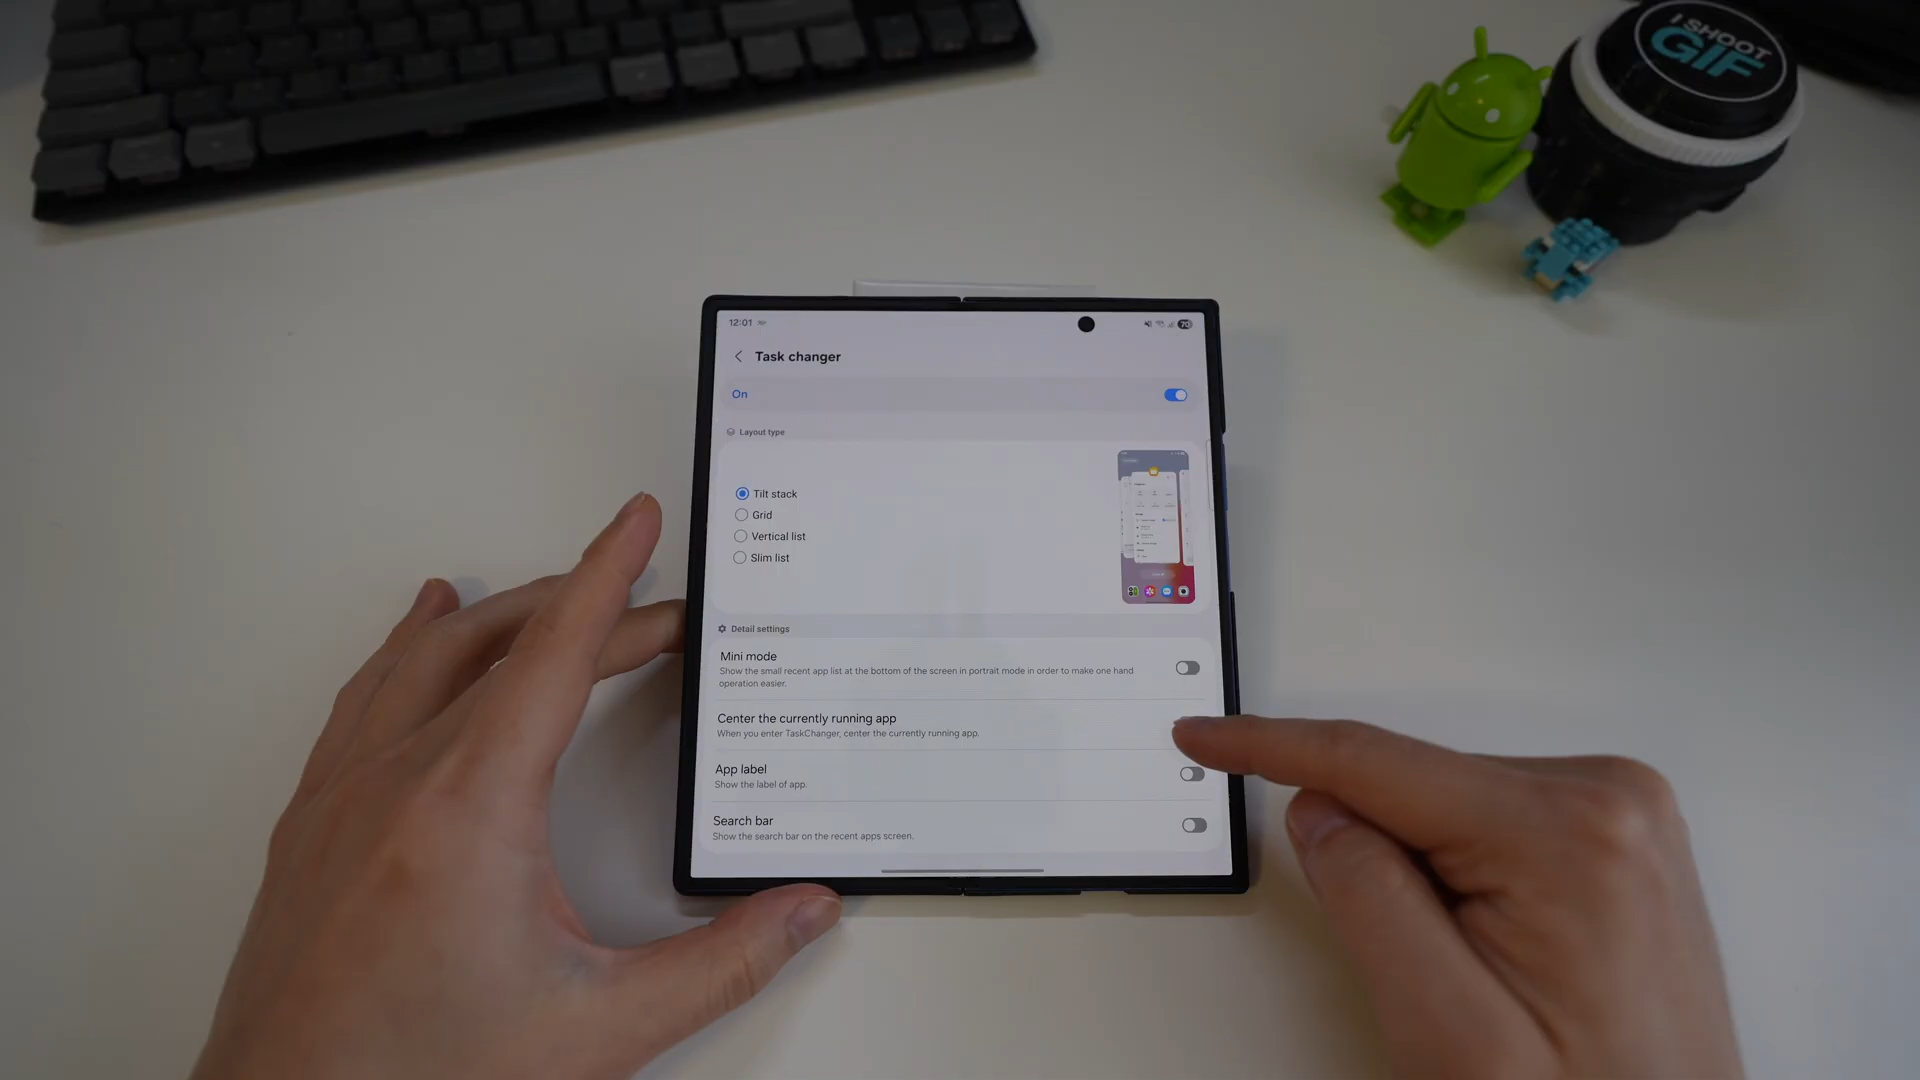 I SHOOT
GIF
12:01
70
Task changer
On
Layout type
Tilt stack
Grid
Vertical list
Slim list
Detail settings
Mini mode
Show the small recent app list at the bottom of the screen in portrait mode in order to make one hand
operation easier.
Center the currently running app
When you enter TaskChanger, center the currently running app.
App label
Show the label of app.
Search bar
Show the search bar on the recent apps screen.